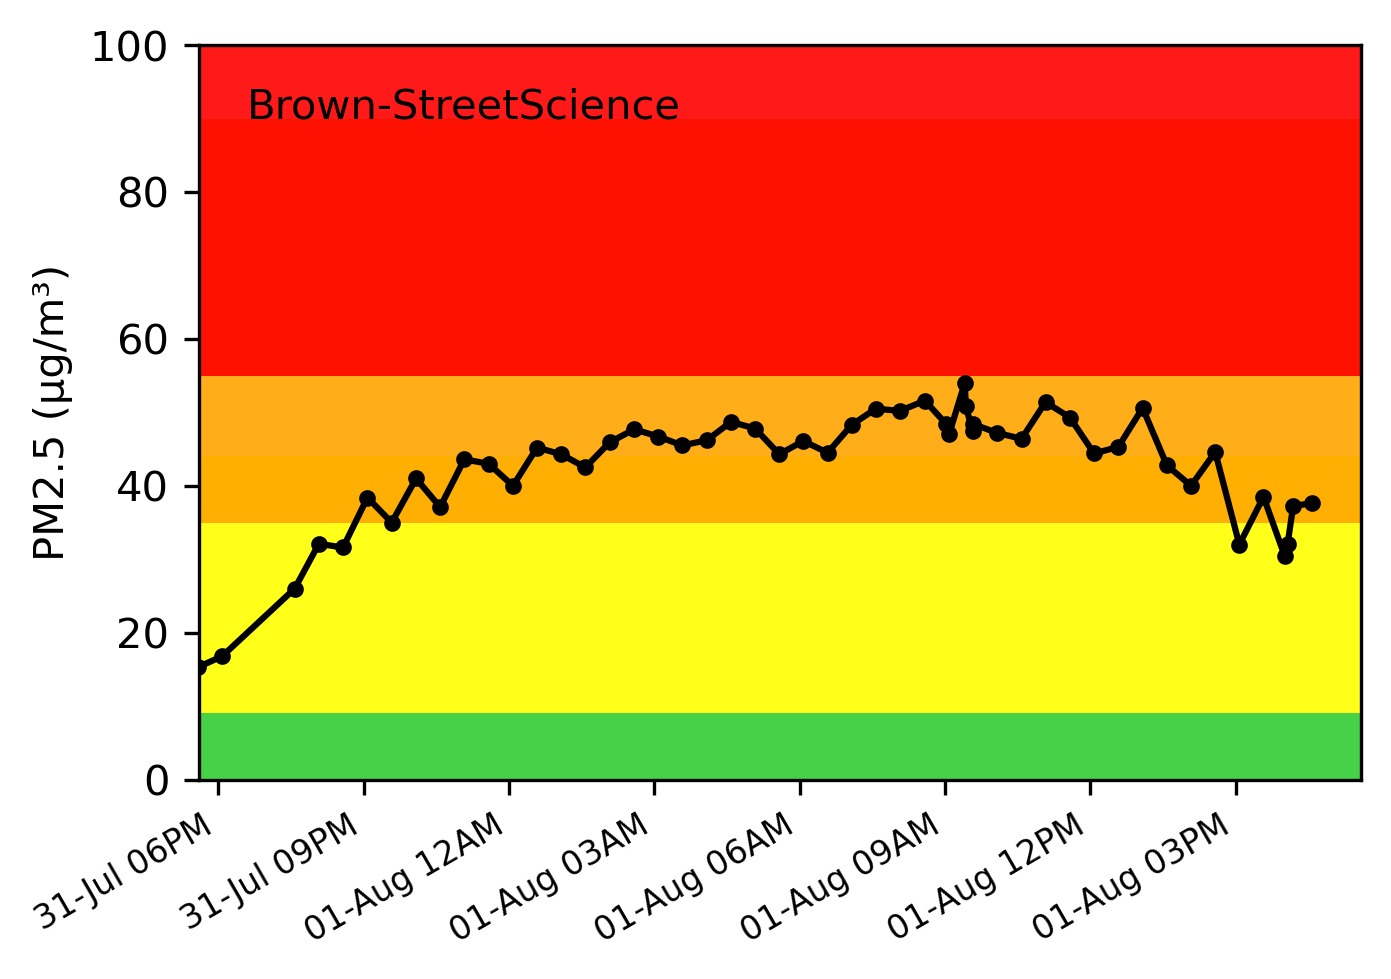 100
Brown-StreetScience
80
60
40
20
0
PM2.5 (µg/m³)
31-Jul 06PM
31-Jul 09PM
01-Aug 12AM
01-Aug 03AM
01-Aug 06AM
01-Aug 09AM
01-Aug 12PM
01-Aug 03PM